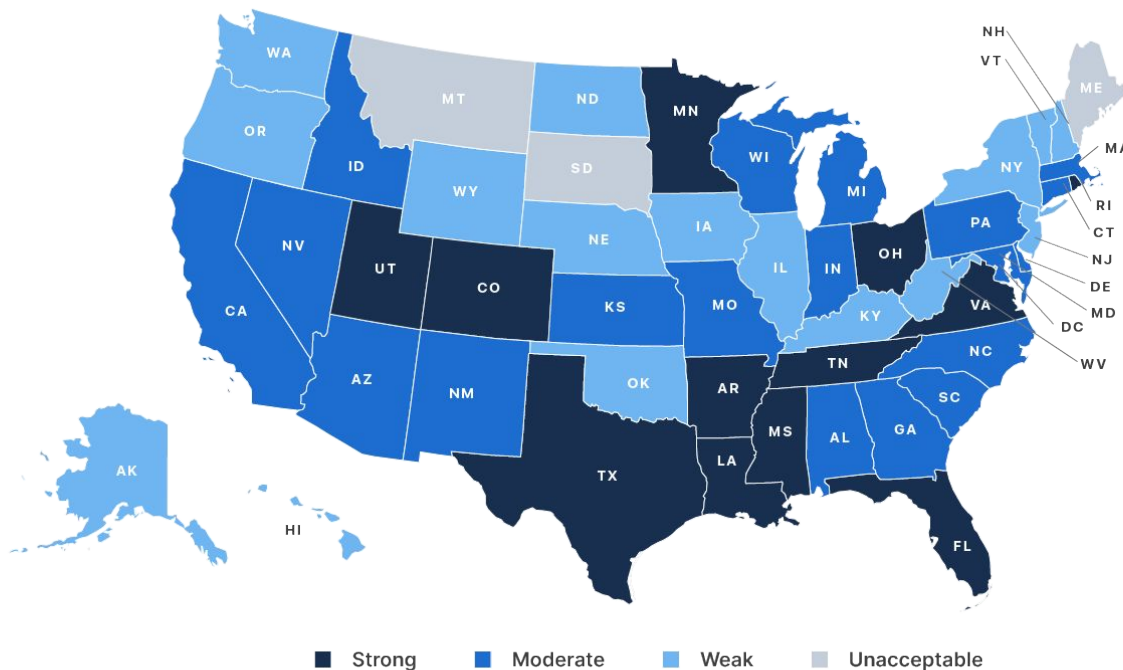 NH
WA
VT
ME
MT
ND
MN
OR
MA
WI
NY
ID
SD
WY
MI
RI
PA
IA
CT
NE
NV
OH
NJ
UT
IL
IN
DE
CO
VA
CA
KS
MO
MD
KY
DC
NC
WV
TN
AZ
OK
AR
NM
SC
MS
GA
AL
LA
AK
TX
HI
FL
Strong Moderate Weak Unacceptable